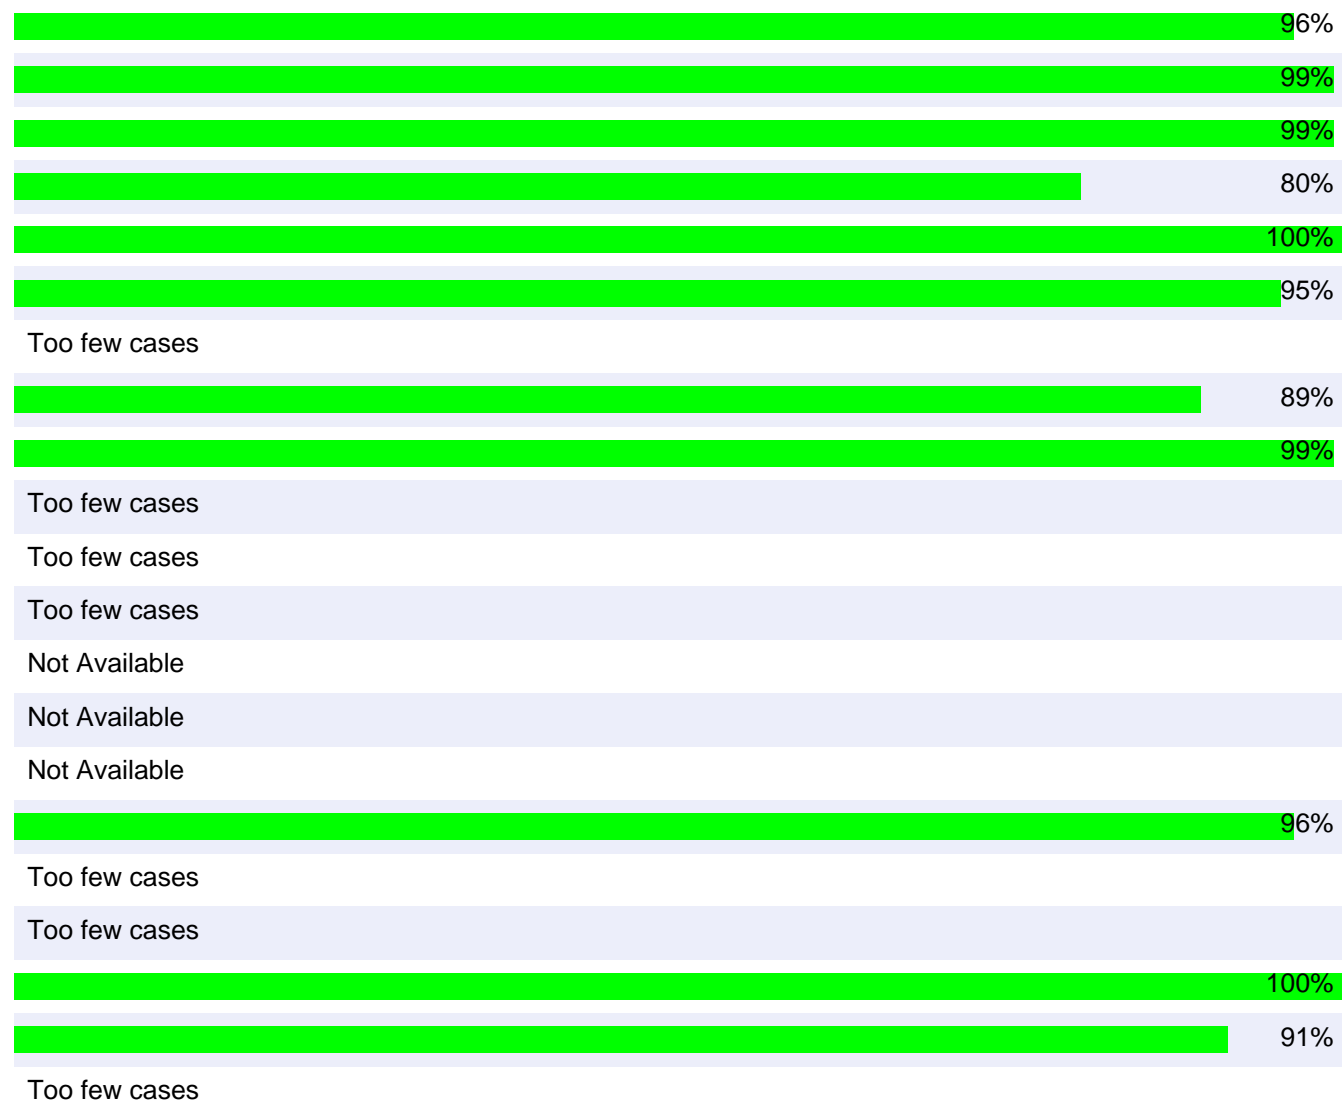 96%
99%
99%
80%
100%
95%
Too few cases
89%
99%
Too few cases
Too few cases
Too few cases
Not Available
Not Available
Not Available
96%
Too few cases
Too few cases
100%
91%
Too few cases